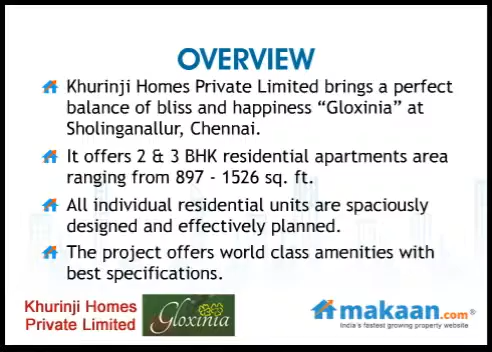 OVERVIEW
Khurinji Homes Private Limited brings a perfect
balance of bliss and happiness “Gloxinia” at
Sholinganallur, Chennai.
It offers 2 & 3 BHK residential apartments area
ranging from 897 - 1526 sq. ft.
All individual residential units are spaciously
designed and effectively planned.
The project offers world class amenities with
best specifications.
Khurinji Homes
Private Limited
Gloxinia
makaan.com®
India's fastest growing property website